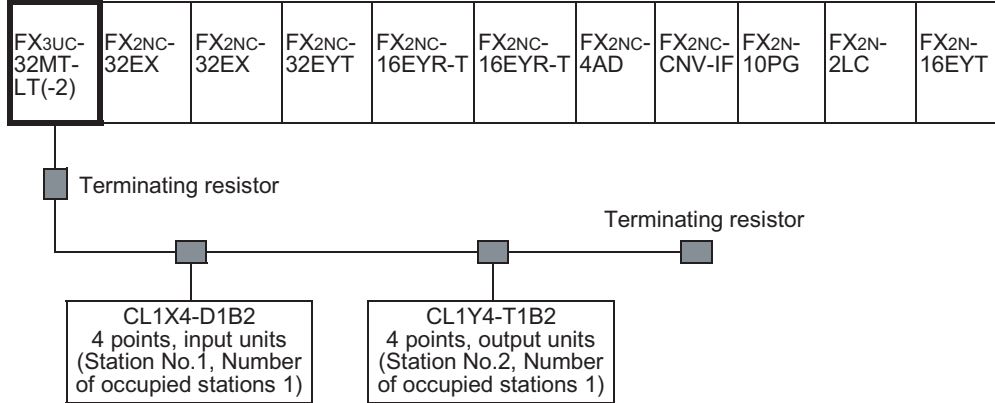 FX3UC-
32MT-
LT(-2)
FX2NC-
32EX
FX2NC-
32EX
FX2NC-
32EYT
FX2NC-
16EYR-T
FX2NC-
16EYR-T
FX2NC-
4AD
FX2NC-
CNV-IF
FX2N-
10PG
FX2N-
2LC
FX2N-
16EYT
Terminating resistor
Terminating resistor
CL1X4-D1B2
4 points, input units
(Station No.1, Number
of occupied stations 1)
CL1Y4-T1B2
4 points, output units
(Station No.2, Number
of occupied stations 1)